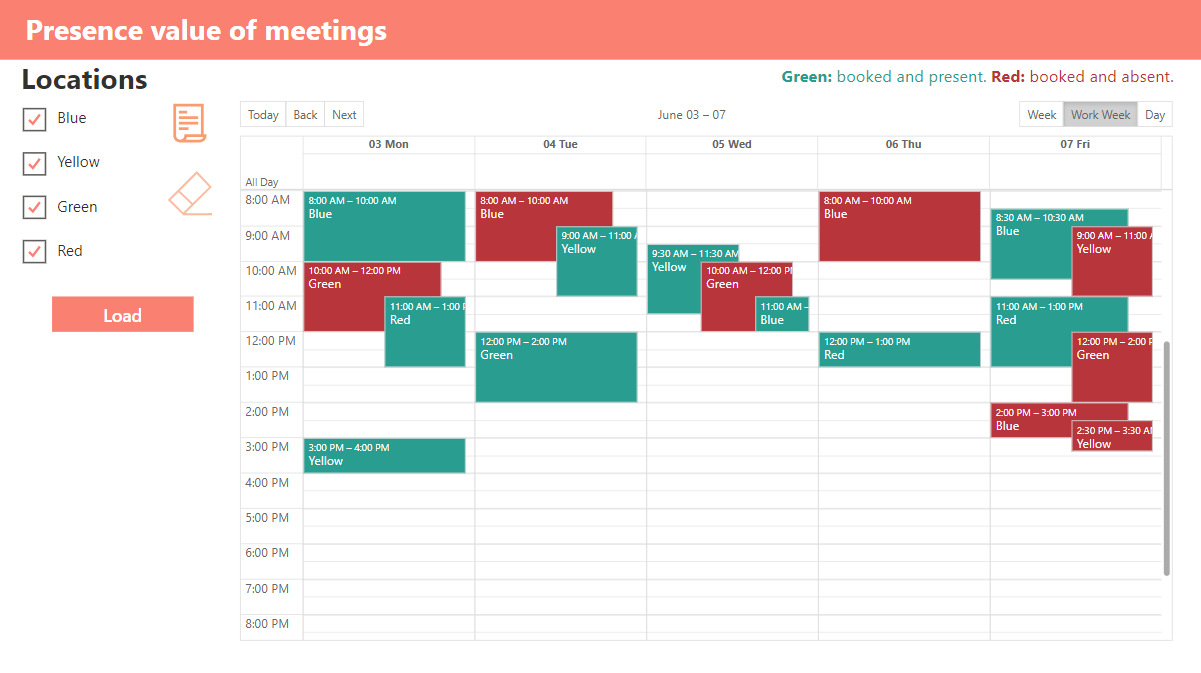 Presence value of meetings
Locations
Green: booked and present. Red: booked and absent.
Blue
Yellow
Green
Red
Load
Today Back Next
June 03 – 07
Week Work Week Day
03 Mon 04 Tue 05 Wed 06 Thu 07 Fri
All Day
8:00 AM
9:00 AM
10:00 AM
11:00 AM
12:00 PM
1:00 PM
2:00 PM
3:00 PM
4:00 PM
5:00 PM
6:00 PM
7:00 PM
8:00 PM
8:00 AM – 10:00 AM
Blue
10:00 AM – 12:00 PM
Green
11:00 AM – 1:00
Red
3:00 PM – 4:00 PM
Yellow
8:00 AM – 10:00 AM
Blue
9:00 AM – 11:00
Yellow
12:00 PM – 2:00 PM
Green
9:30 AM – 11:30 AM
Yellow
10:00 AM – 12:00
Green
11:00 AM –
Blue
8:00 AM – 10:00 AM
Blue
12:00 PM – 1:00 PM
Red
8:30 AM – 10:30 AM
Blue
9:00 AM – 11:00
Yellow
11:00 AM – 1:00 PM
Red
12:00 PM – 2:00
Green
2:00 PM – 3:00 PM
Blue
2:30 PM – 3:30
Yellow